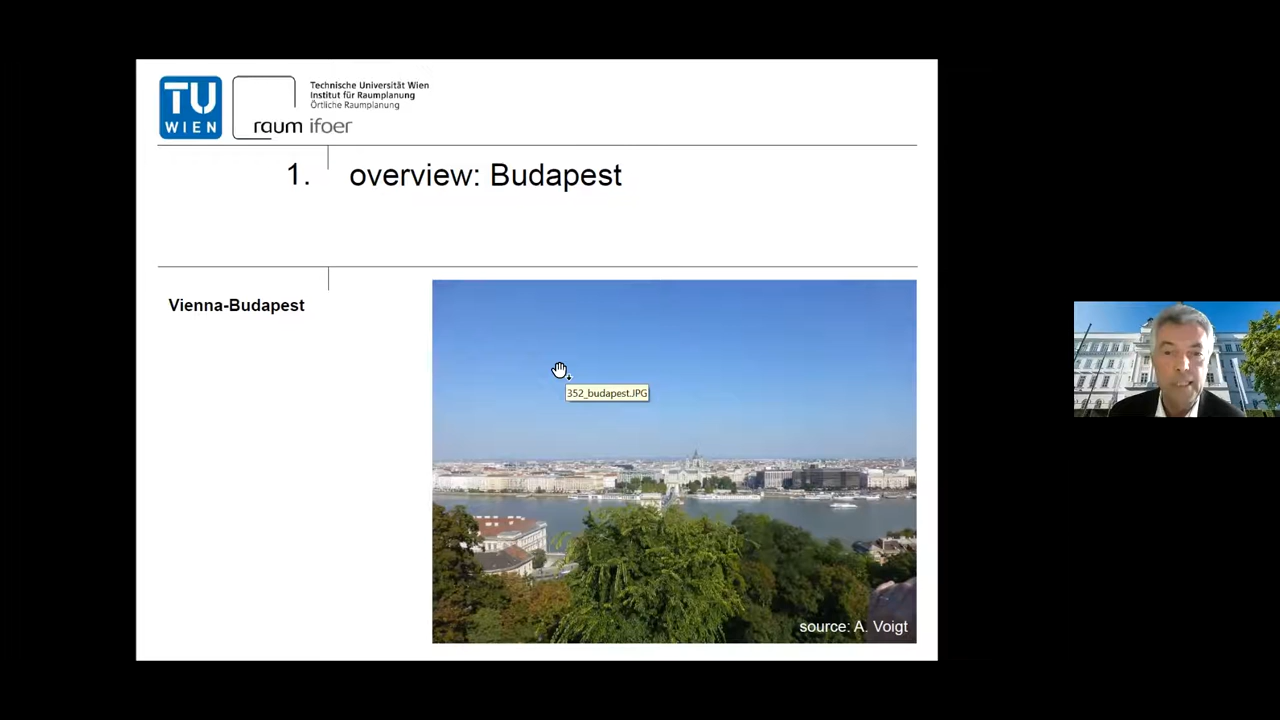 TU
WIEN
raum ifoer
Technische Universität Wien
Institut für Raumplanung
Örtliche Raumplanung
1. overview: Budapest
Vienna-Budapest
352_budapest.JPG
source: A. Voigt